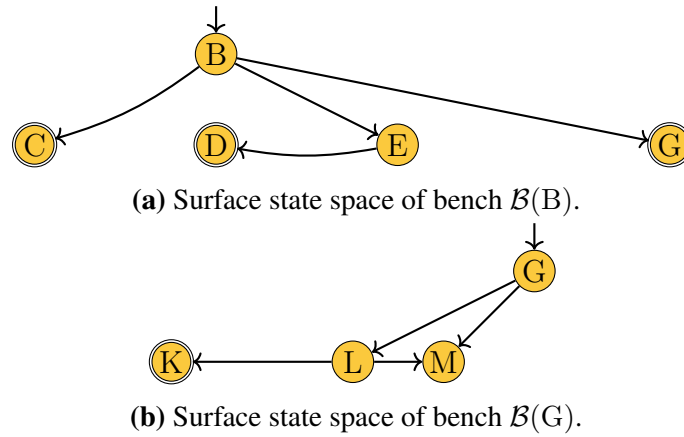 B
C D E G
(a) Surface state space of bench ℬ(B).
G
K L M
(b) Surface state space of bench ℬ(G).